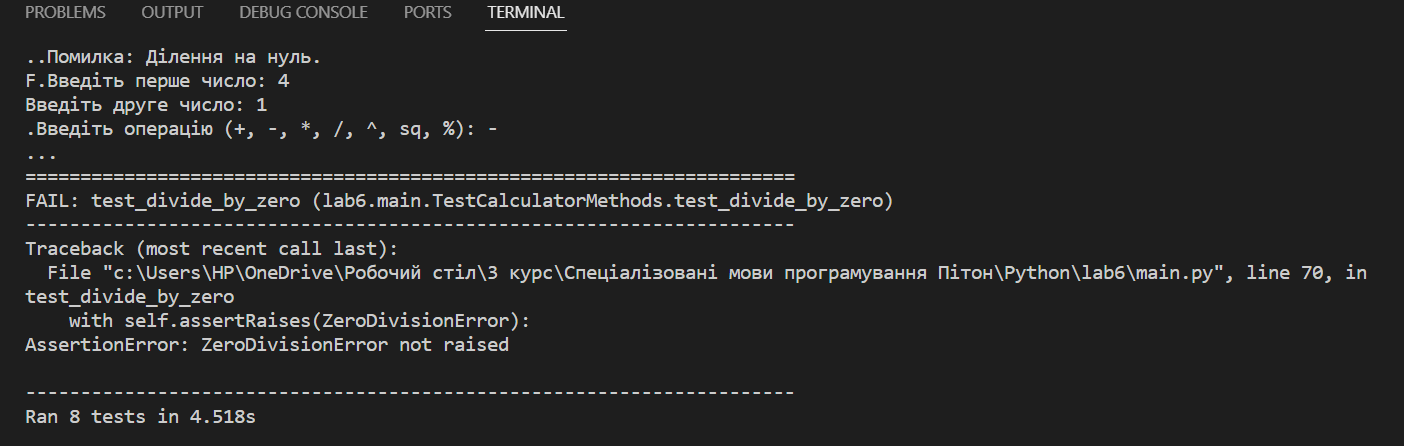 PROBLEMS OUTPUT DEBUG CONSOLE PORTS TERMINAL
..Помилка: Ділення на нуль.
F.Введіть перше число: 4
Введіть друге число: 1
.Введіть операцію (+, -, *, /, ^, sq, %): -
...
======================================================================
FAIL: test_divide_by_zero (lab6.main.TestCalculatorMethods.test_divide_by_zero)
----------------------------------------------------------------------
Traceback (most recent call last):
  File "c:\Users\HP\OneDrive\Робочий стіл\3 курс\Спеціалізовані мови програмування Пітон\Python\lab6\main.py", line 70, in
test_divide_by_zero
    with self.assertRaises(ZeroDivisionError):
AssertionError: ZeroDivisionError not raised
----------------------------------------------------------------------
Ran 8 tests in 4.518s